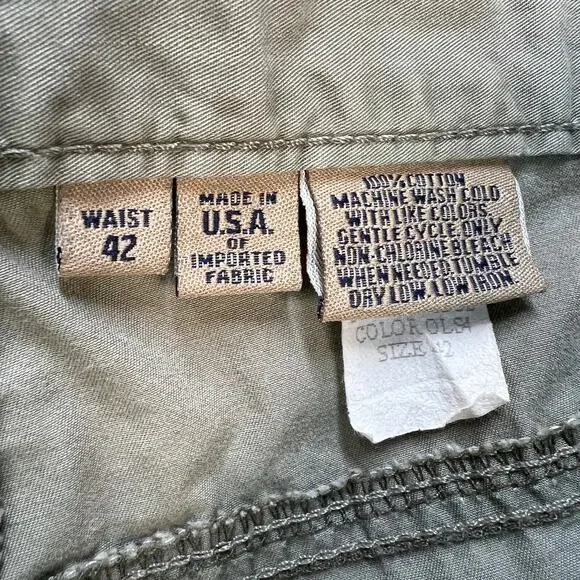 WAIST
42
MADE IN
U.S.A.
OF
IMPORTED
FABRIC
100% COTTON
MACHINE WASH COLD
WITH LIKE COLORS
GENTLE CYCLE. ONLY
NON-CHLORINE BLEACH
WHEN NEEDED. TUMBLE
DRY LOW. LOW IRON
COLOR OLS4
SIZE 42